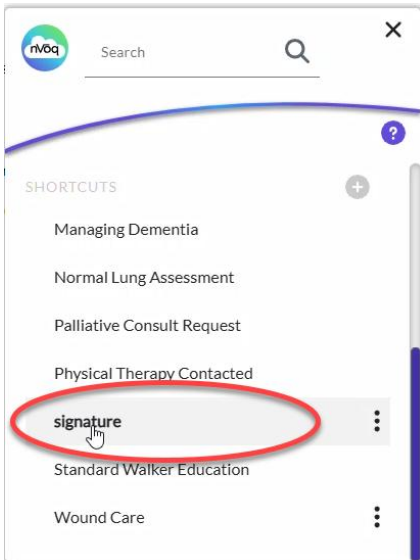 nVoq
Search
?
SHORTCUTS
Managing Dementia
Normal Lung Assessment
Palliative Consult Request
Physical Therapy Contacted
signature
Standard Walker Education
Wound Care